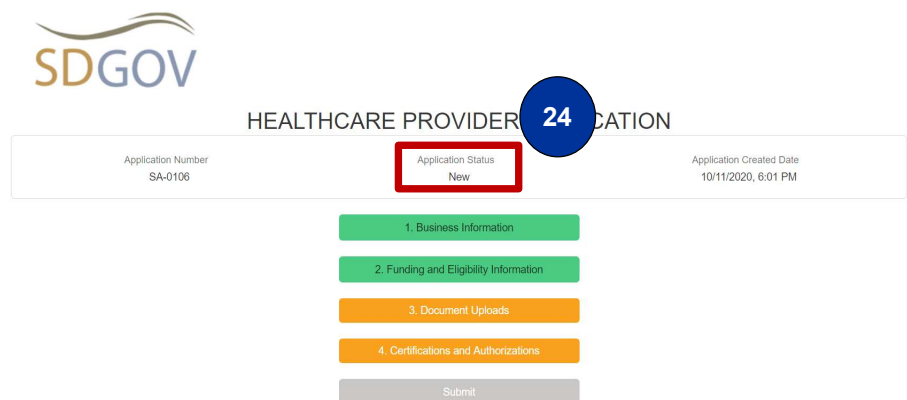 SDGOV
HEALTHCARE PROVIDER CATION
24
Application Number
SA-0106
Application Status
New
Application Created Date
10/11/2020, 6:01 PM
1. Business Information
2. Funding and Eligibility Information
3. Document Uploads
4. Certifications and Authorizations
Submit